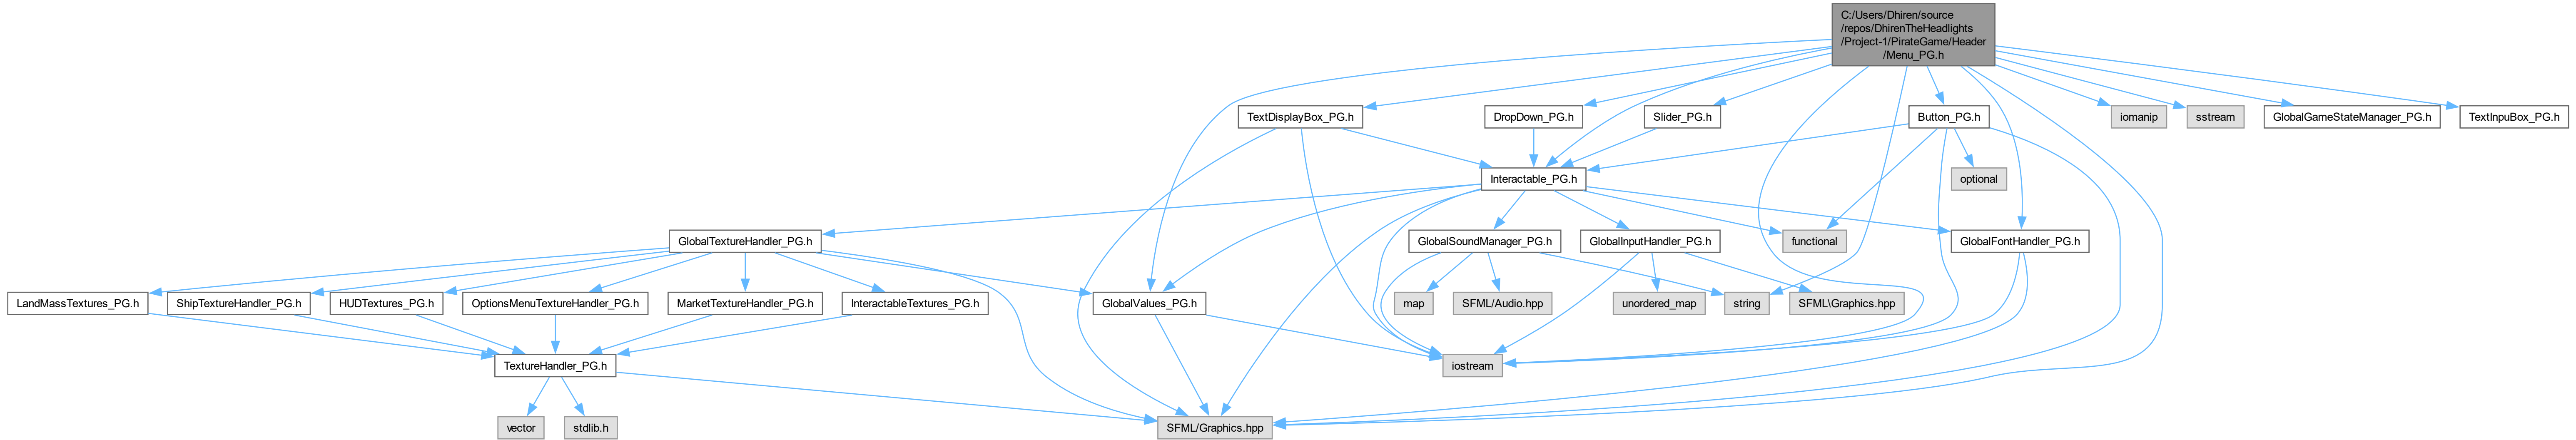 C:/Users/Dhiren/source
/repos/DhirenTheHeadlights
/Project-1/PirateGame/Header
/Menu_PG.h
TextDisplayBox_PG.h
DropDown_PG.h
Slider_PG.h
Button_PG.h
iomanip
sstream
GlobalGameStateManager_PG.h
TextInpuBox_PG.h
Interactable_PG.h
optional
GlobalTextureHandler_PG.h
GlobalSoundManager_PG.h
GlobalInputHandler_PG.h
functional
GlobalFontHandler_PG.h
LandMassTextures_PG.h
ShipTextureHandler_PG.h
HUDTextures_PG.h
OptionsMenuTextureHandler_PG.h
MarketTextureHandler_PG.h
InteractableTextures_PG.h
GlobalValues_PG.h
map
SFML/Audio.hpp
string
unordered_map
SFML\Graphics.hpp
TextureHandler_PG.h
iostream
vector
stdlib.h
SFML/Graphics.hpp